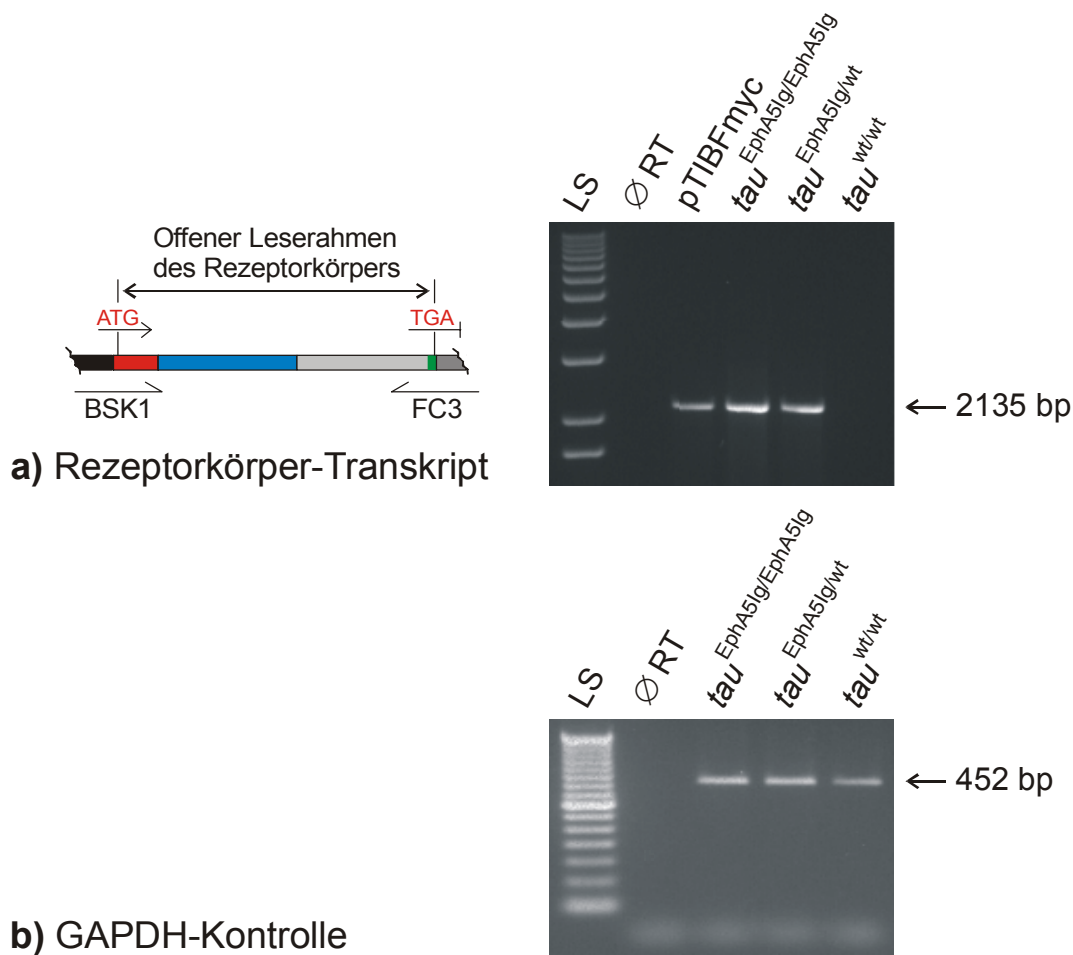 LS
∅ RT
pTIBFmyc
tau EphA5Ig/EphA5Ig
tau EphA5Ig/wt
tau wt/wt
Offener Leserahmen
des Rezeptorkörpers
ATG
TGA
BSK1
FC3
2135 bp
a) Rezeptorkörper-Transkript
LS
∅ RT
tau EphA5Ig/EphA5Ig
tau EphA5Ig/wt
tau wt/wt
452 bp
b) GAPDH-Kontrolle